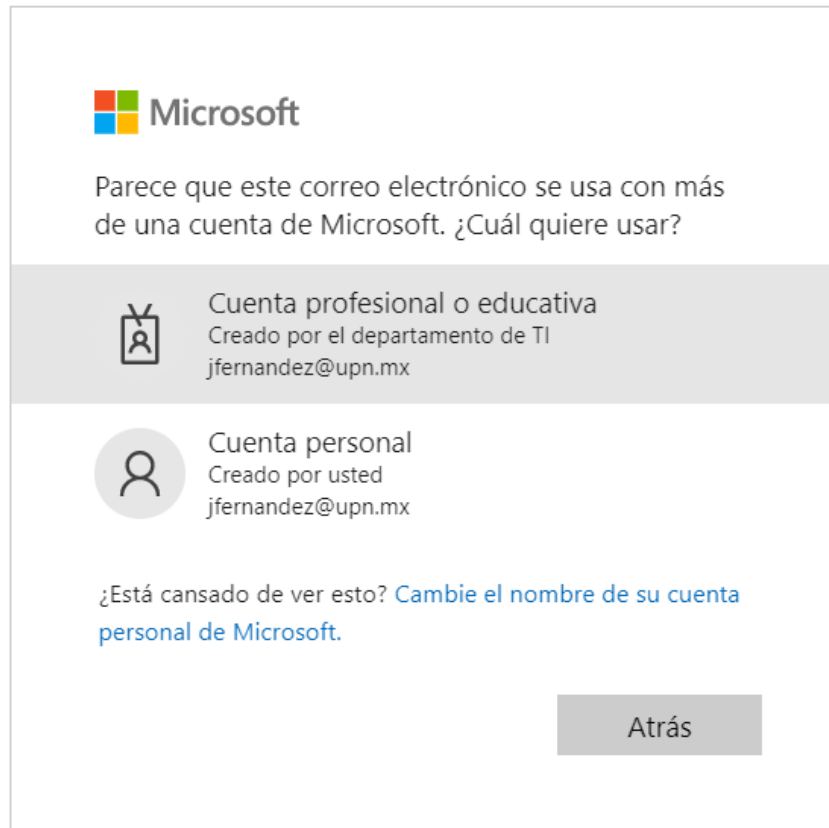 Microsoft
Parece que este correo electrónico se usa con más
de una cuenta de Microsoft. ¿Cuál quiere usar?
Cuenta profesional o educativa
Creado por el departamento de TI
jfernandez@upn.mx
Cuenta personal
Creado por usted
jfernandez@upn.mx
¿Está cansado de ver esto? Cambie el nombre de su cuenta
personal de Microsoft.
Atrás